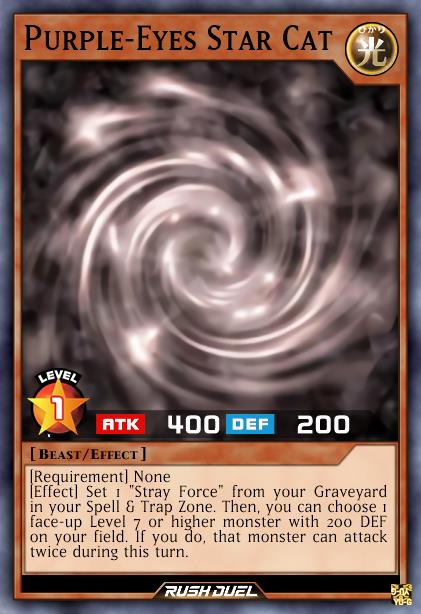 Purple-Eyes Star Cat
ひかり
光
LEVEL
1
ATK 400 DEF 200
[Beast/Effect]
[Requirement] None
[Effect] Set 1 "Stray Force" from your Graveyard
in your Spell & Trap Zone. Then, you can choose 1
face-up Level 7 or higher monster with 200 DEF
on your field. If you do, that monster can attack
twice during this turn.
RUSH DUEL